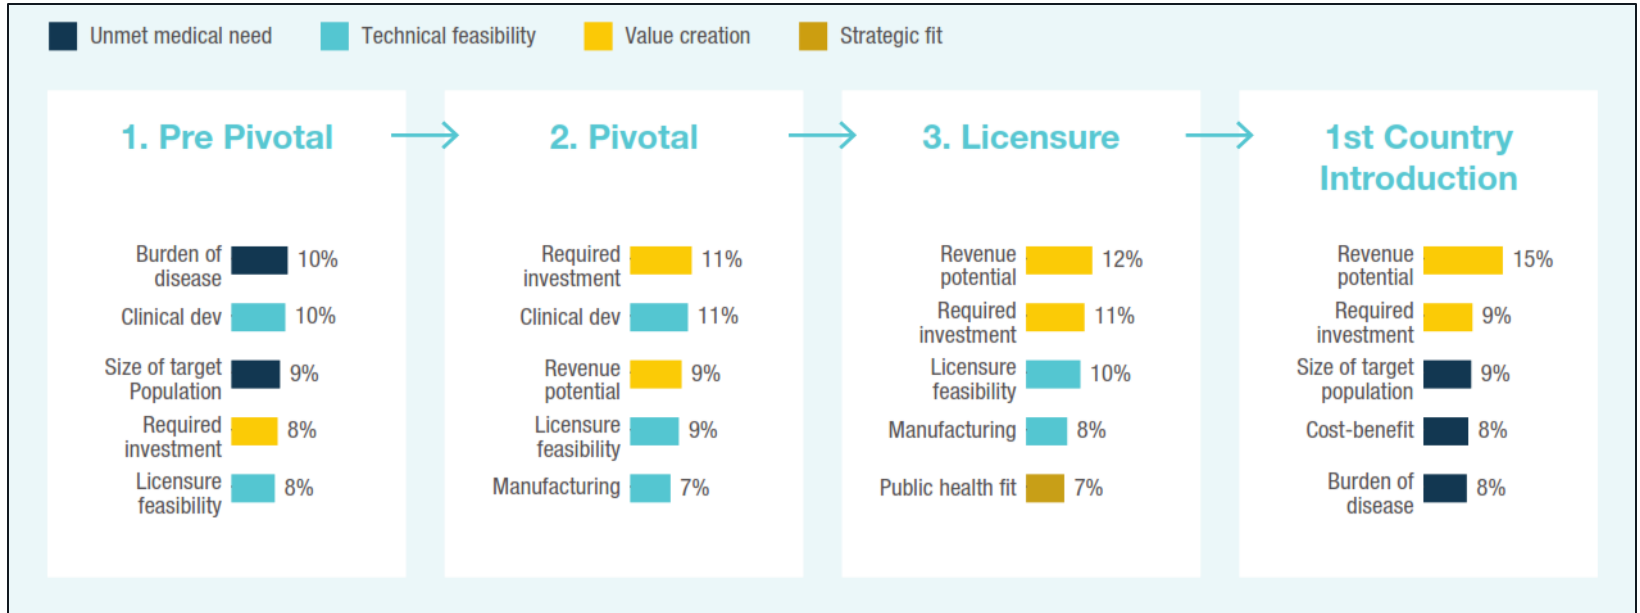 Unmet medical need
Technical feasibility
Value creation
Strategic fit
1. Pre Pivotal
Burden of
disease
10%
Clinical dev
10%
Size of target
Population
9%
Required
investment
8%
Licensure
feasibility
8%
2. Pivotal
Required
investment
11%
Clinical dev
11%
Revenue
potential
9%
Licensure
feasibility
9%
Manufacturing
7%
3. Licensure
Revenue
potential
12%
Required
investment
11%
Licensure
feasibility
10%
Manufacturing
8%
Public health fit
7%
1st Country
Introduction
Revenue
potential
15%
Required
investment
9%
Size of target
population
9%
Cost-benefit
8%
Burden of
disease
8%